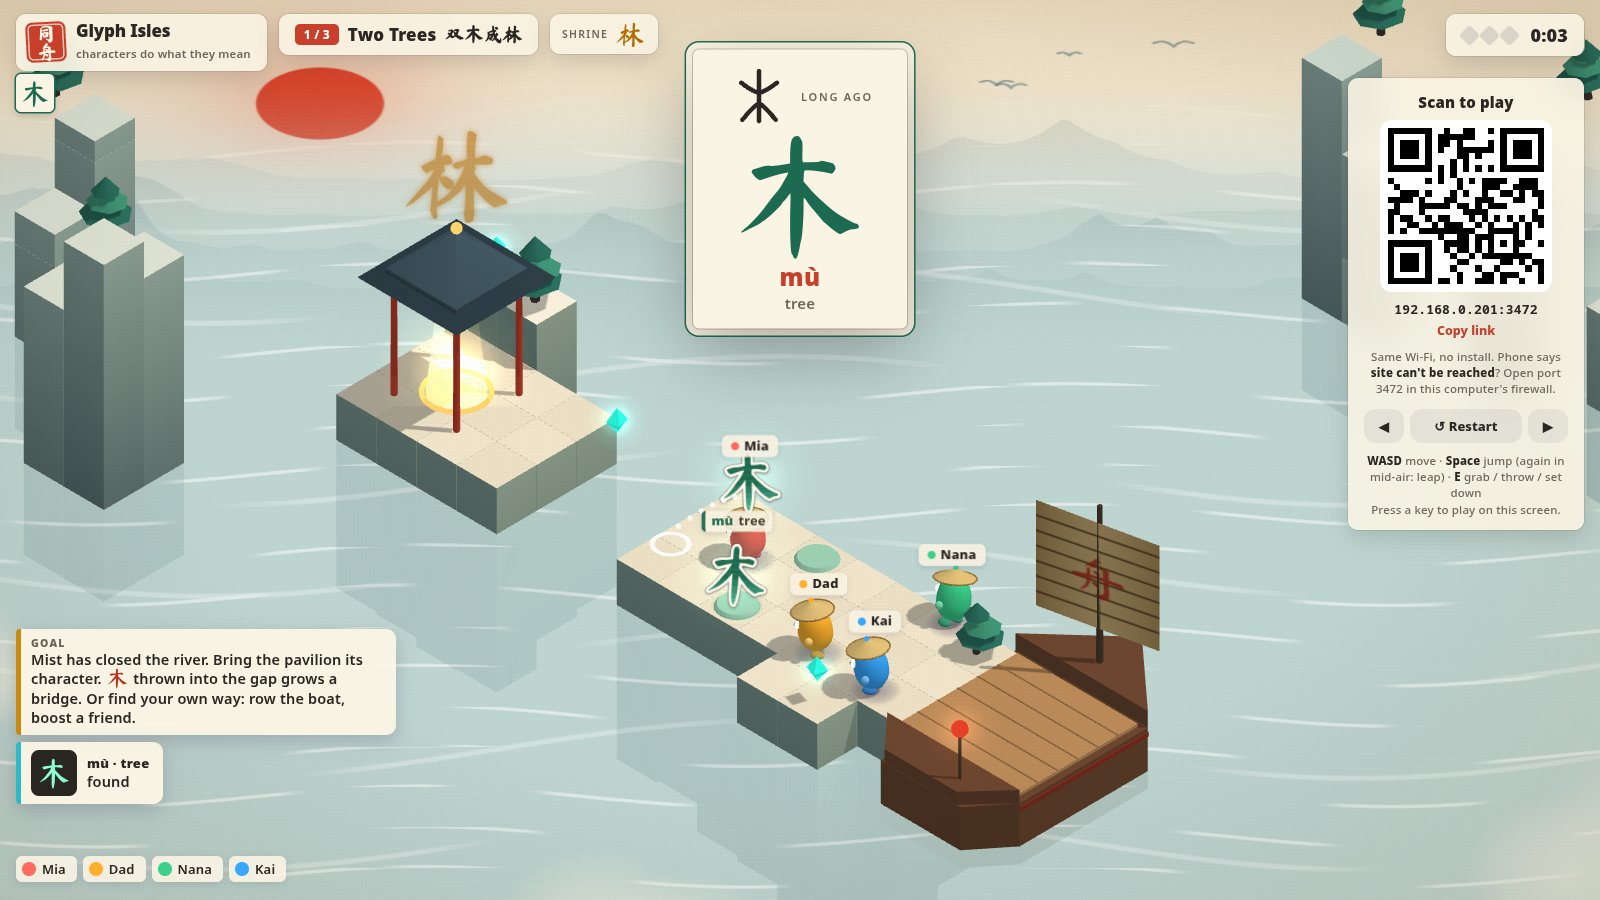 同舟
Glyph Isles
characters do what they mean
1 / 3 Two Trees 双木成林
SHRINE 林
0:03
木
林
LONG AGO
木
mù
tree
Scan to play
192.168.0.201:3472
Copy link
Same Wi-Fi, no install. Phone says
site can't be reached? Open port
3472 in this computer's firewall.
◀ ↺ Restart ▶
WASD move · Space jump (again in
mid-air: leap) · E grab / throw / set
down
Press a key to play on this screen.
Mia
木
mù tree
木
Dad
Kai
Nana
舟
GOAL
Mist has closed the river. Bring the pavilion its
character. 木 thrown into the gap grows a
bridge. Or find your own way: row the boat,
boost a friend.
木 mù · tree
found
Mia Dad Nana Kai